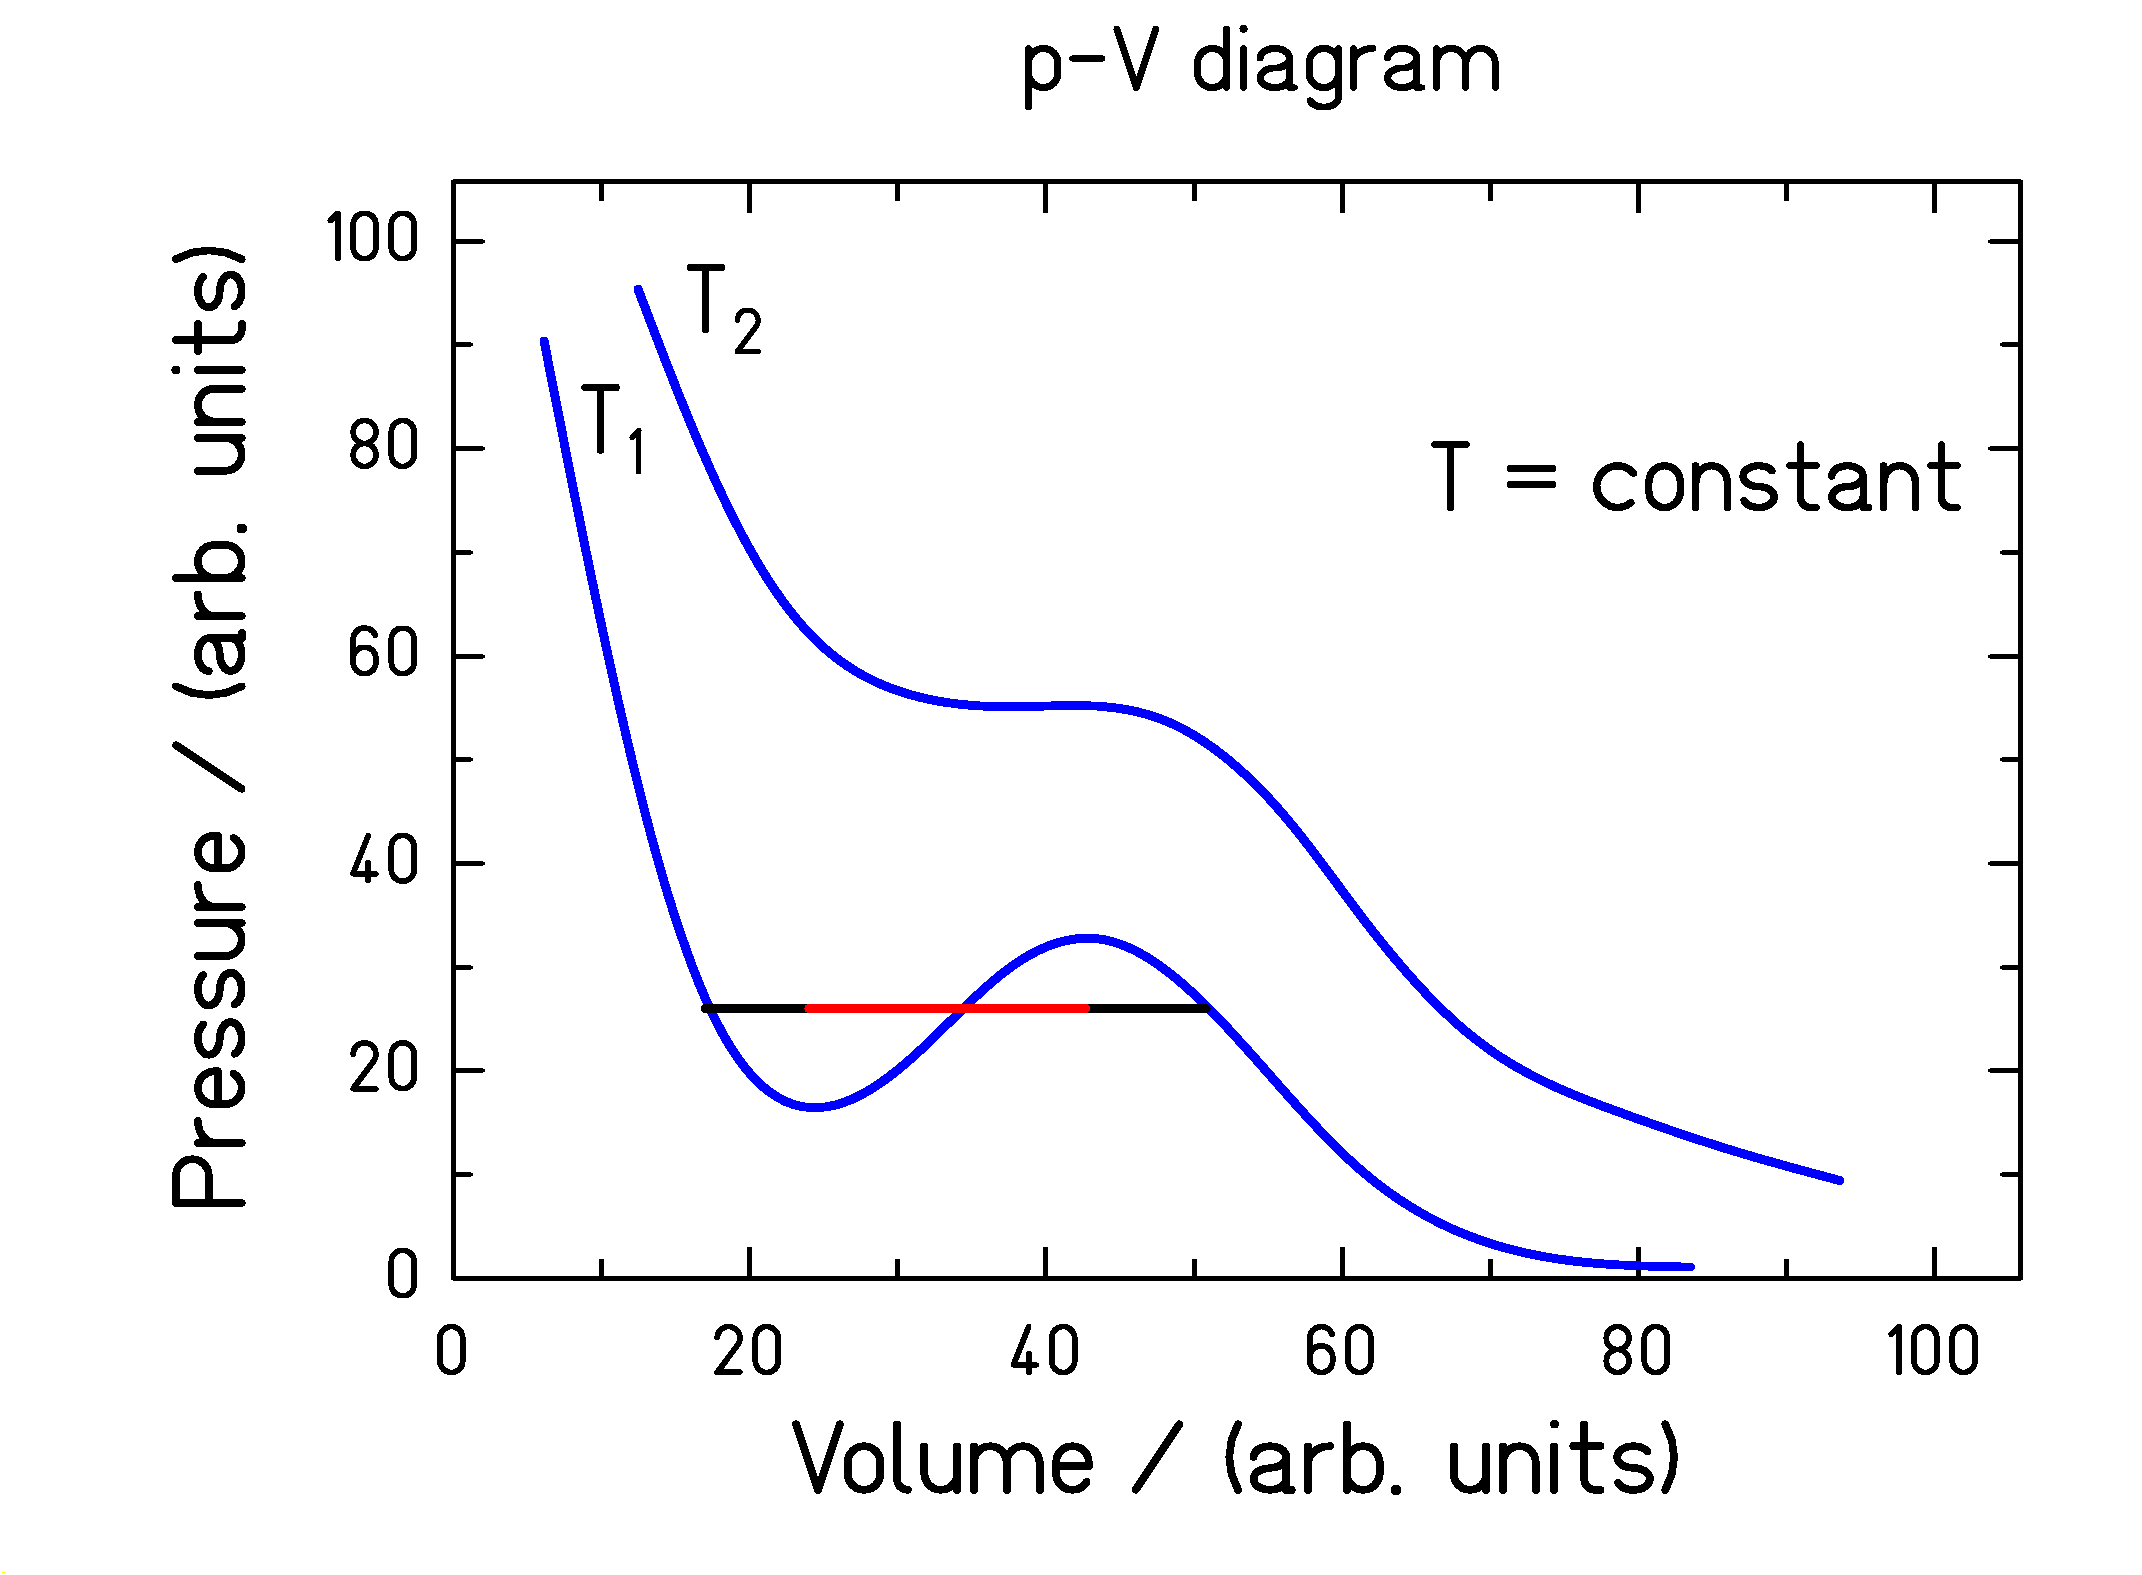 p-V diagram
100
80
60
40
20
0
Pressure / (arb. units)
T2
T1
T = constant
0 20 40 60 80 100
Volume / (arb. units)